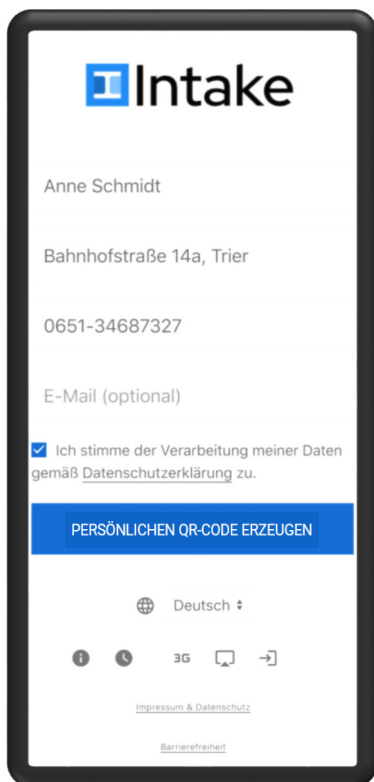 Intake
Anne Schmidt
Bahnhofstraße 14a, Trier
0651-34687327
E-Mail (optional)
Ich stimme der Verarbeitung meiner Daten
gemäß Datenschutzerklärung zu.
PERSÖNLICHEN QR-CODE ERZEUGEN
Deutsch
3G
Impressum & Datenschutz
Barrierefreiheit